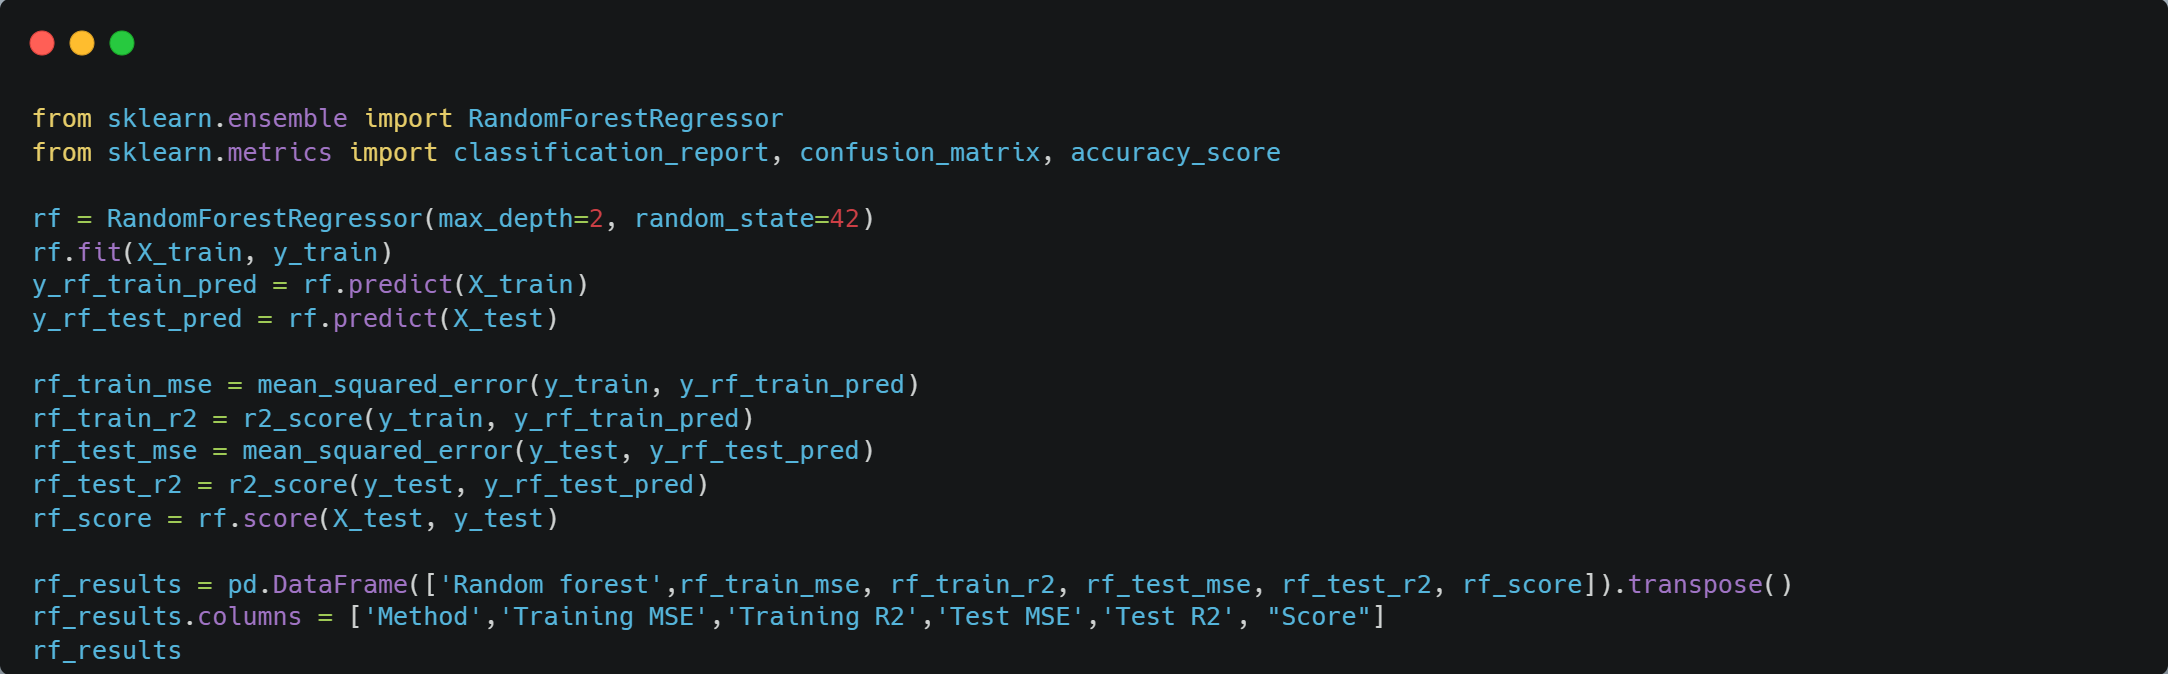 from sklearn.ensemble import RandomForestRegressor
from sklearn.metrics import classification_report, confusion_matrix, accuracy_score
rf = RandomForestRegressor(max_depth=2, random_state=42)
rf.fit(X_train, y_train)
y_rf_train_pred = rf.predict(X_train)
y_rf_test_pred = rf.predict(X_test)
rf_train_mse = mean_squared_error(y_train, y_rf_train_pred)
rf_train_r2 = r2_score(y_train, y_rf_train_pred)
rf_test_mse = mean_squared_error(y_test, y_rf_test_pred)
rf_test_r2 = r2_score(y_test, y_rf_test_pred)
rf_score = rf.score(X_test, y_test)
rf_results = pd.DataFrame(['Random forest',rf_train_mse, rf_train_r2, rf_test_mse, rf_test_r2, rf_score]).transpose()
rf_results.columns = ['Method','Training MSE','Training R2','Test MSE','Test R2', "Score"]
rf_results